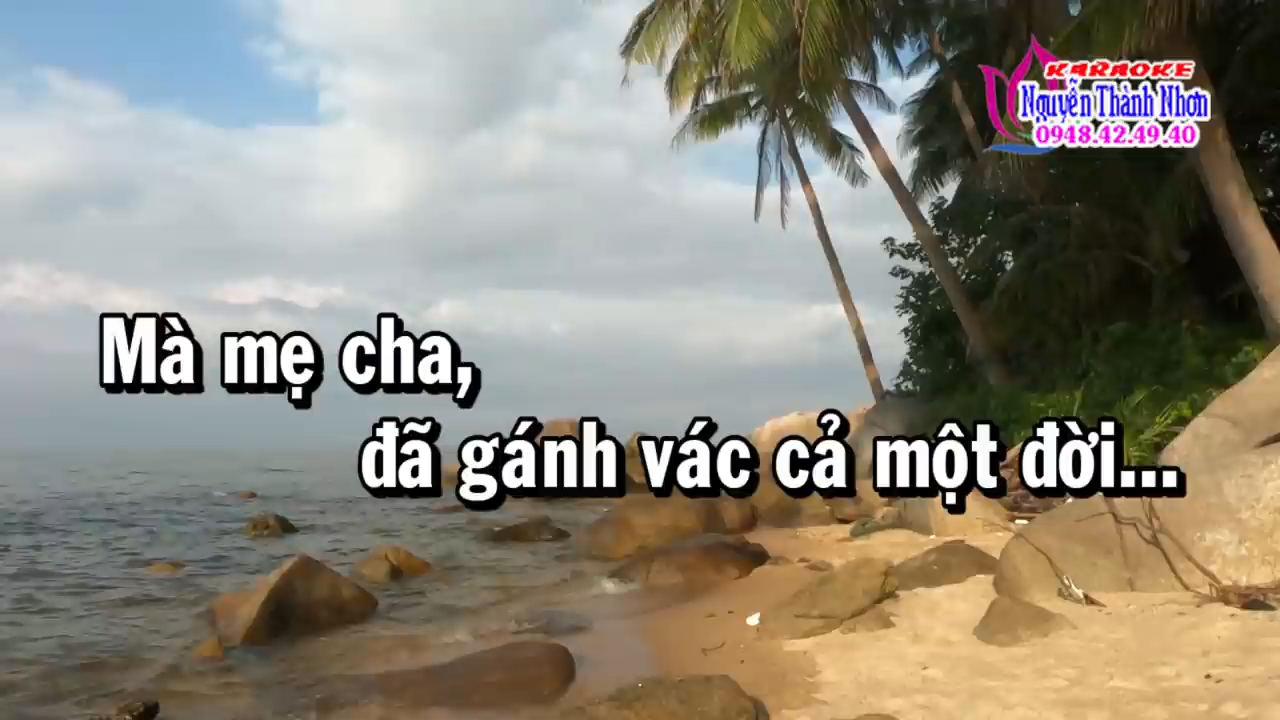 KARAOKE
Nguyễn Thành Nhơn
0948.42.49.40
Mà mẹ cha,
đã gánh vác cả một đời...